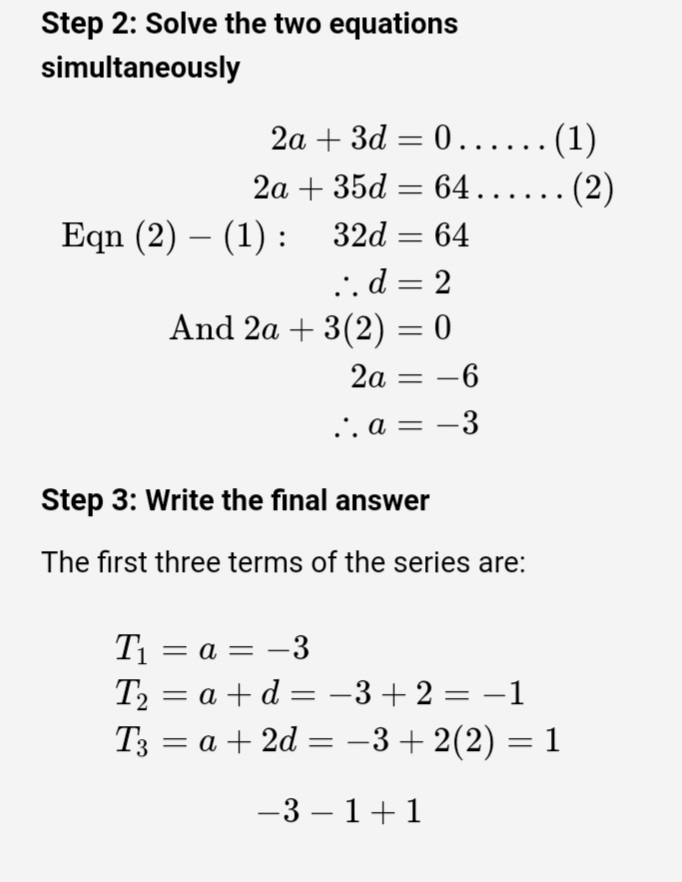 Step 2: Solve the two equations
simultaneously
2a + 3d = 0 . . . . . . (1)
2a + 35d = 64 . . . . . . (2)
Eqn (2) − (1) : 32d = 64
∴ d = 2
And 2a + 3(2) = 0
2a = −6
∴ a = −3
Step 3: Write the final answer
The first three terms of the series are:
T₁ = a = −3
T₂ = a + d = −3 + 2 = −1
T₃ = a + 2d = −3 + 2(2) = 1
−3 − 1 + 1